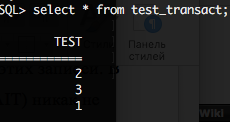 SQL> select * from test_transact;
TEST
============
2
3
1
Панель
стилей
Wiki